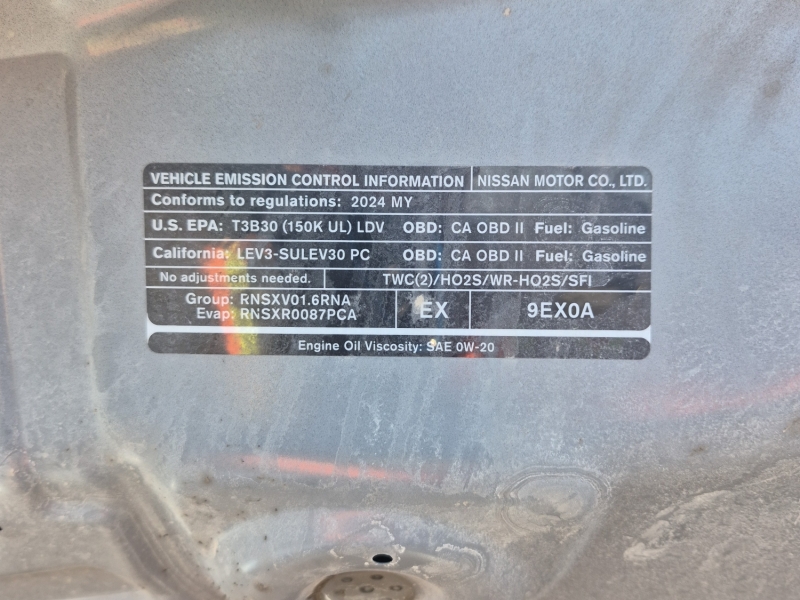 VEHICLE EMISSION CONTROL INFORMATION NISSAN MOTOR CO., LTD.
Conforms to regulations: 2024 MY
U.S. EPA: T3B30 (150K UL) LDV OBD: CA OBD II Fuel: Gasoline
California: LEV3-SULEV30 PC OBD: CA OBD II Fuel: Gasoline
No adjustments needed. TWC(2)/HO2S/WR-HO2S/SFI
Group: RNSXV01.6RNA
Evap: RNSXR0087PCA
EX 9EX0A
Engine Oil Viscosity: SAE 0W-20